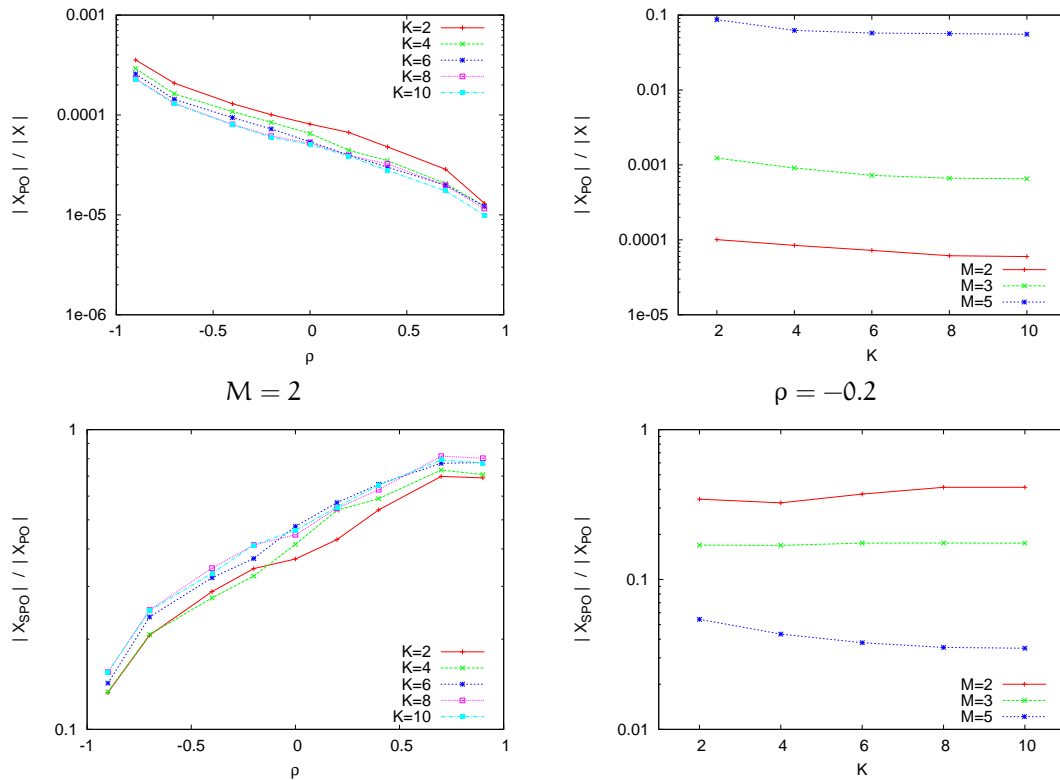 0.001
0.0001
1e-05
1e-06
-1 -0.5 0 0.5 1
| X_PO | / | X |
ρ
K=2
K=4
K=6
K=8
K=10
M = 2
0.1
0.01
0.001
0.0001
1e-05
2 4 6 8 10
| X_PO | / | X |
K
M=2
M=3
M=5
ρ = −0.2
1
0.1
-1 -0.5 0 0.5 1
| X_SPO | / | X_PO |
ρ
K=2
K=4
K=6
K=8
K=10
1
0.1
0.01
2 4 6 8 10
| X_SPO | / | X_PO |
K
M=2
M=3
M=5